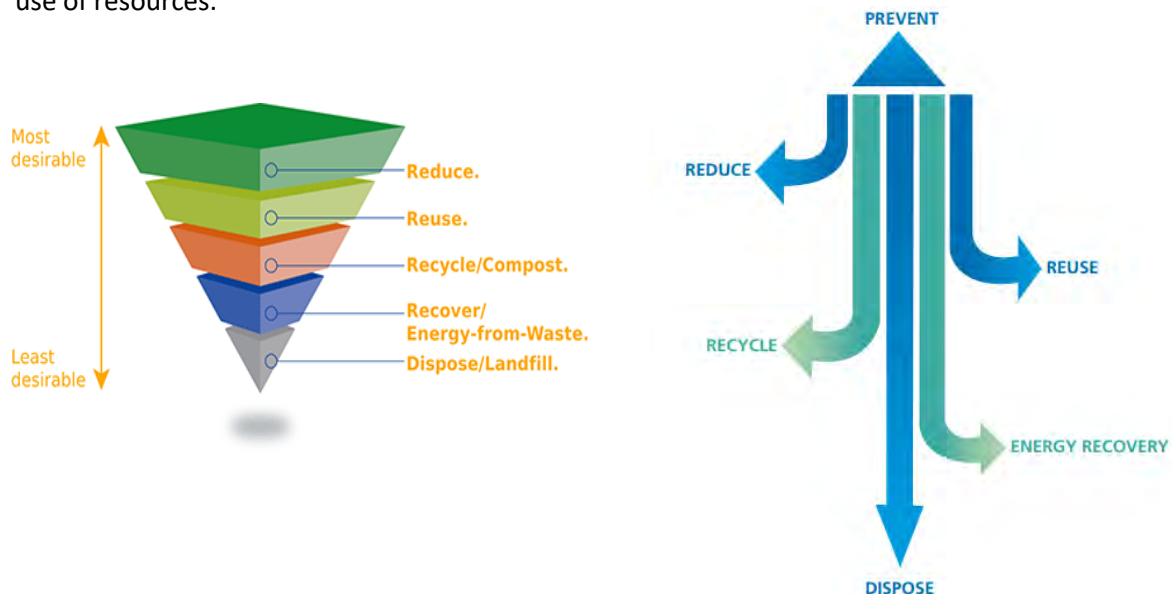 use of resources.
Most
desirable
Reduce.
Reuse.
Recycle/Compost.
Recover/
Energy-from-Waste.
Dispose/Landfill.
Least
desirable
PREVENT
REDUCE
REUSE
RECYCLE
ENERGY RECOVERY
DISPOSE